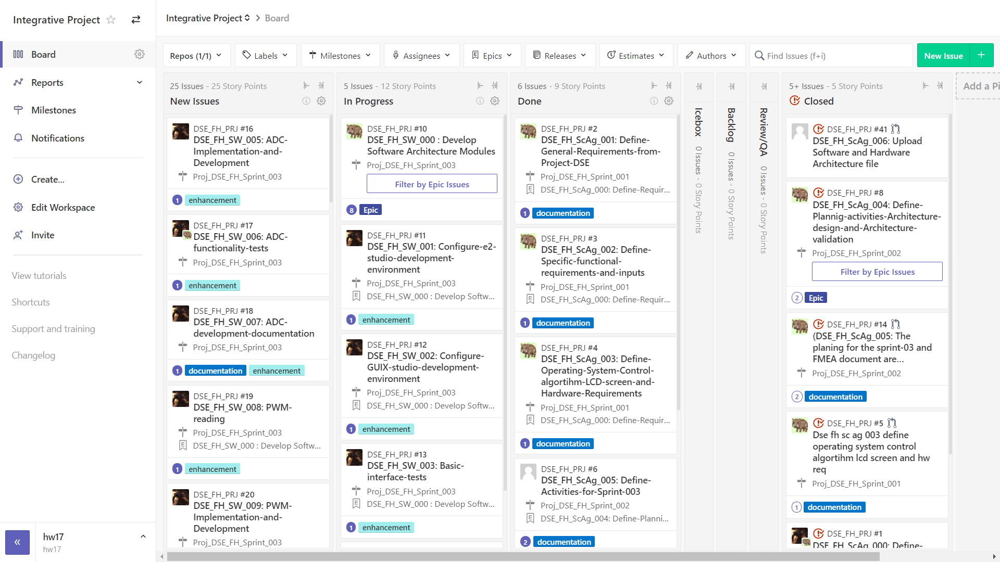 Integrative Project
Board
Reports
Milestones
Notifications
Create...
Edit Workspace
Invite
View tutorials
Shortcuts
Support and training
Changelog
«
hw17
hw17
Integrative Project > Board
Repos (1/1)
Labels
Milestones
Assignees
Epics
Releases
Estimates
Authors
Find Issues (f+i)
New Issue +
25 Issues - 25 Story Points
New Issues
DSE_FH_PRJ #16
DSE_FH_SW_005: ADC-
Implementation-and-
Development
Proj_DSE_FH_Sprint_003
1 enhancement
DSE_FH_PRJ #17
DSE_FH_SW_006: ADC-
functionality-tests
Proj_DSE_FH_Sprint_003
1 enhancement
DSE_FH_PRJ #18
DSE_FH_SW_007: ADC-
development-documentation
Proj_DSE_FH_Sprint_003
1 documentation enhancement
DSE_FH_PRJ #19
DSE_FH_SW_008: PWM-
reading
Proj_DSE_FH_Sprint_003
DSE_FH_SW_000 : Develop Softw...
1 enhancement
DSE_FH_PRJ #20
DSE_FH_SW_009: PWM-
Implementation-and-
Development
Proj_DSE_FH_Sprint_003
5 Issues - 12 Story Points
In Progress
DSE_FH_PRJ #10
DSE_FH_SW_000 : Develop
Software Architecture Modules
Proj_DSE_FH_Sprint_003
Filter by Epic Issues
8 Epic
DSE_FH_PRJ #11
DSE_FH_SW_001: Configure-e2-
studio-development-
environment
Proj_DSE_FH_Sprint_003
DSE_FH_SW_000 : Develop Softw...
1 enhancement
DSE_FH_PRJ #12
DSE_FH_SW_002: Configure-
GUIX-studio-development-
environment
Proj_DSE_FH_Sprint_003
DSE_FH_SW_000 : Develop Softw...
1 enhancement
DSE_FH_PRJ #13
DSE_FH_SW_003: Basic-
interface-tests
Proj_DSE_FH_Sprint_003
DSE_FH_SW_000 : Develop Softw...
1 enhancement
6 Issues - 9 Story Points
Done
DSE_FH_PRJ #2
DSE_FH_ScAg_001: Define-
General-Requirements-from-
Project-DSE
Proj_DSE_FH_Sprint_001
DSE_FH_ScAg_000: Define-Requir...
1 documentation
DSE_FH_PRJ #3
DSE_FH_ScAg_002: Define-
Specific-functional-
requirements-and-inputs
Proj_DSE_FH_Sprint_001
DSE_FH_ScAg_000: Define-Requir...
1 documentation
DSE_FH_PRJ #4
DSE_FH_ScAg_003: Define-
Operating-System-Control-
algortihm-LCD-screen-and-
Hardware-Requirements
Proj_DSE_FH_Sprint_001
DSE_FH_ScAg_000: Define-Requir...
1 documentation
DSE_FH_PRJ #6
DSE_FH_ScAg_005: Define-
Activities-for-Sprint-003
Proj_DSE_FH_Sprint_002
DSE_FH_ScAg_004: Define-Planni...
2 documentation
Icebox 0 Issues - 0 Story Points
Backlog 0 Issues - 0 Story Points
Review/QA 0 Issues - 0 Story Points
5+ Issues - 5 Story Points
Closed
DSE_FH_PRJ #41
DSE_FH_ScAg_006: Upload
Software and Hardware
Architecture file
DSE_FH_PRJ #8
DSE_FH_ScAg_004: Define-
Plannig-activities-Architecture-
design-and-Architecture-
validation
Proj_DSE_FH_Sprint_002
Filter by Epic Issues
2 Epic
DSE_FH_PRJ #14
(DSE_FH_ScAg_005: The
planing for the sprint-03 and
FMEA document are...
Proj_DSE_FH_Sprint_002
2 documentation
DSE_FH_PRJ #5
Dse fh sc ag 003 define
operating system control
algortihm lcd screen and hw
req
Proj_DSE_FH_Sprint_001
1 documentation
DSE_FH_PRJ #1
DSE_FH_ScAg_000: Define-
Add a Pi